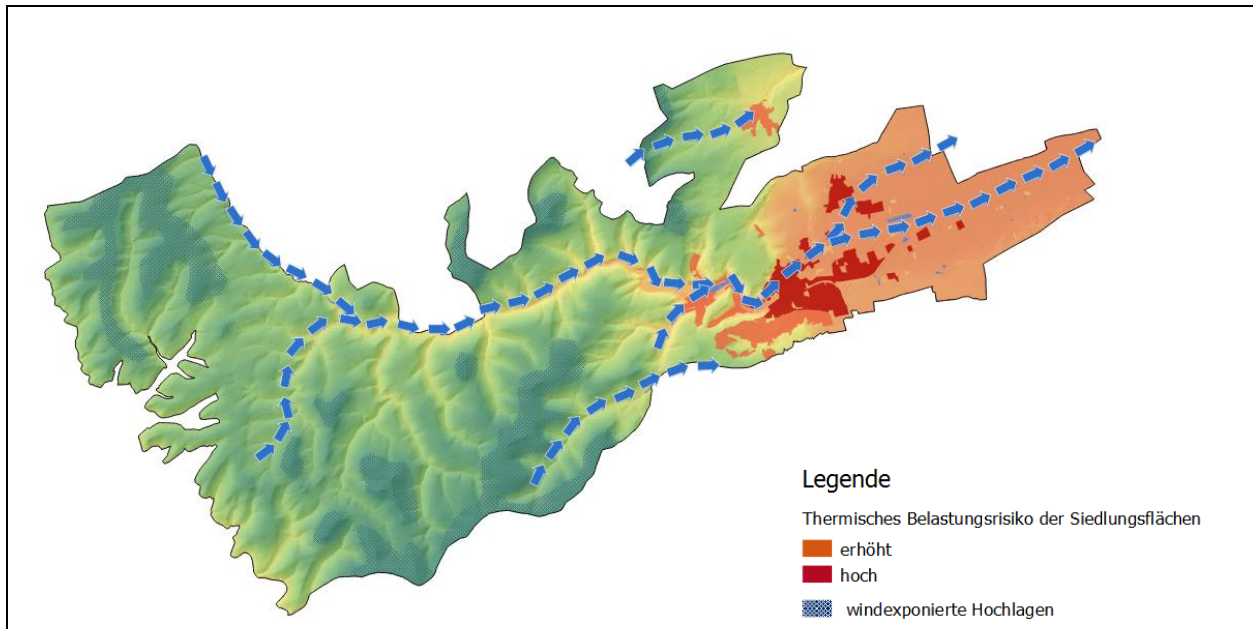 Legende
Thermisches Belastungsrisiko der Siedlungsflächen
erhöht
hoch
windexponierte Hochlagen